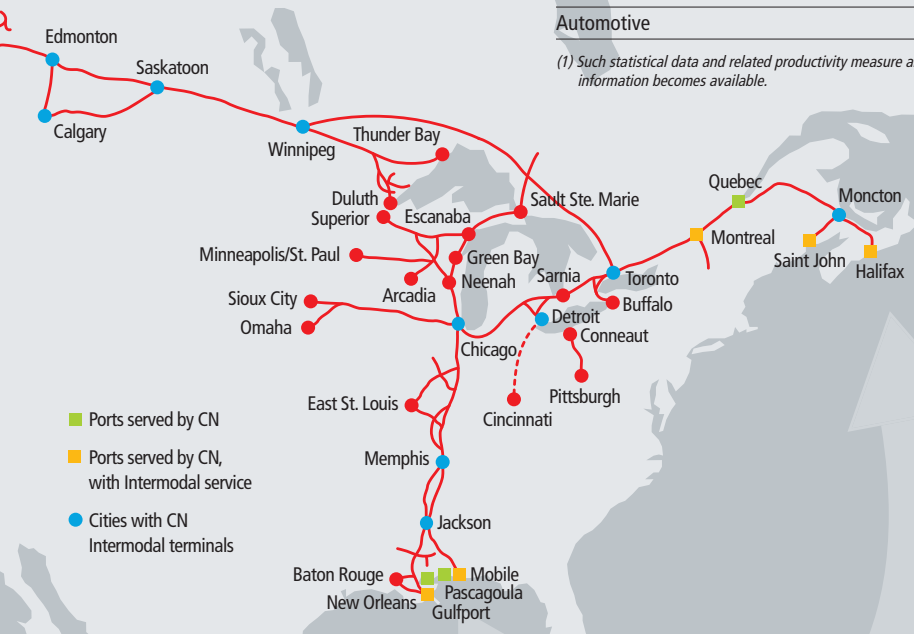 Automotive
(1) Such statistical data and related productivity measure a
information becomes available.
Edmonton
Saskatoon
Calgary
Winnipeg
Thunder Bay
Duluth
Superior
Escanaba
Sault Ste. Marie
Quebec
Moncton
Montreal
Saint John
Halifax
Minneapolis/St. Paul
Green Bay
Sarnia
Toronto
Neenah
Arcadia
Buffalo
Sioux City
Omaha
Detroit
Conneaut
Chicago
Pittsburgh
Cincinnati
East St. Louis
Ports served by CN
Ports served by CN,
with Intermodal service
Cities with CN
Intermodal terminals
Memphis
Jackson
Baton Rouge
Mobile
Pascagoula
New Orleans
Gulfport